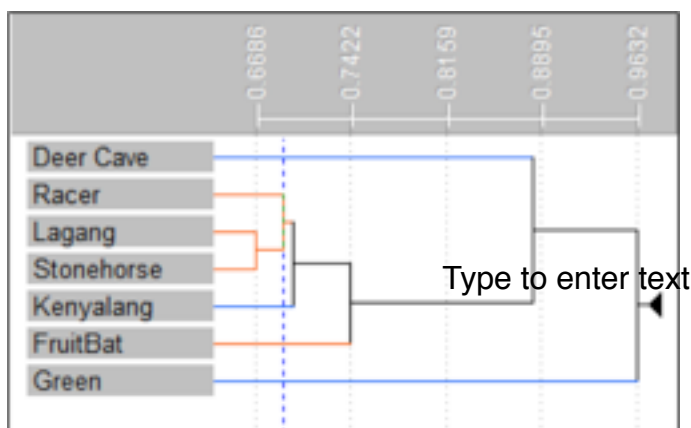 0.6686
0.7422
0.8159
0.8895
0.9632
Deer Cave
Racer
Lagang
Stonehorse
Type to enter text
Kenyalang
FruitBat
Green